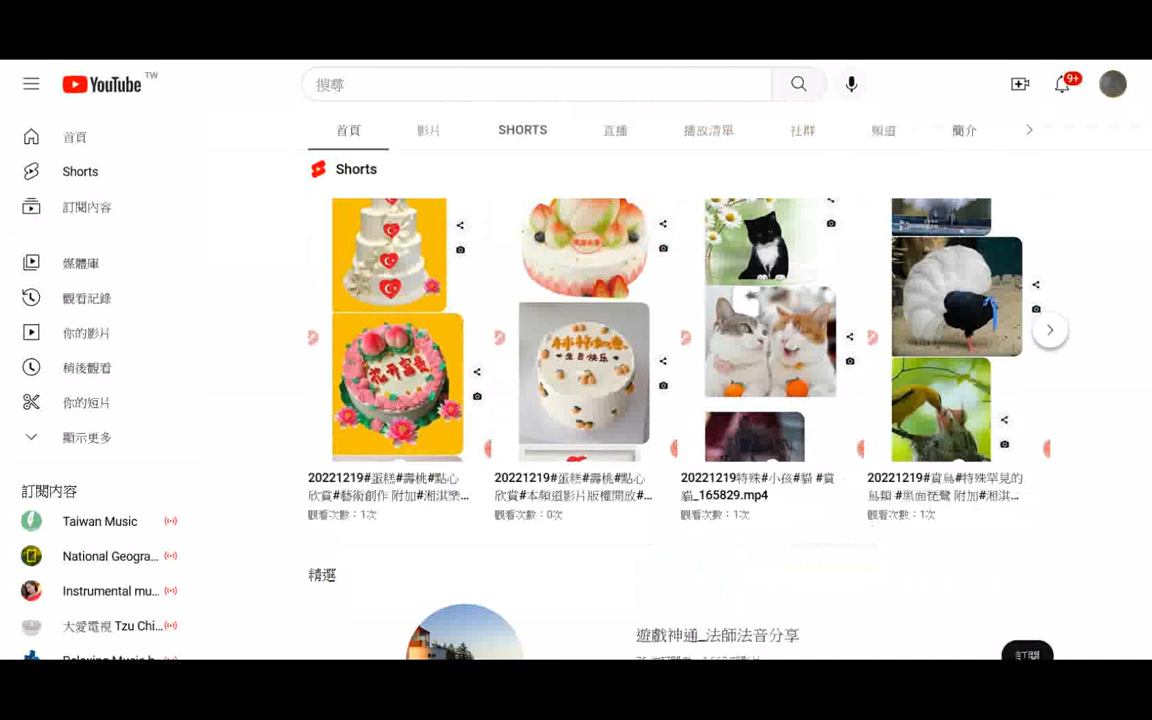 YouTube TW
搜尋
9+
首頁
影片
SHORTS
直播
播放清單
社群
頻道
簡介
首頁
Shorts
訂閱內容
媒體庫
觀看記錄
你的影片
稍後觀看
你的短片
顯示更多
訂閱內容
Taiwan Music
National Geogra...
Instrumental mu...
大愛電視 Tzu Chi...
Shorts
花开富贵
生日快乐
20221219#蛋糕#壽桃#點心
欣賞#藝術創作 附加#湘淇樂...
觀看次數：1次
20221219#蛋糕#壽桃#點心
欣賞#本頻道影片版權開放#...
觀看次數：0次
20221219特殊#小孩#貓 #賞
貓_165829.mp4
觀看次數：1次
20221219#賞鳥#特殊罕見的
鳥類 #黑面琵鷺 附加#湘淇...
觀看次數：1次
精選
遊戲神通_法師法音分享
訂閱